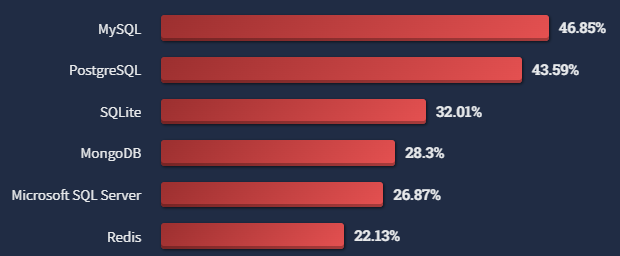 MySQL 46.85%
PostgreSQL 43.59%
SQLite 32.01%
MongoDB 28.3%
Microsoft SQL Server 26.87%
Redis 22.13%